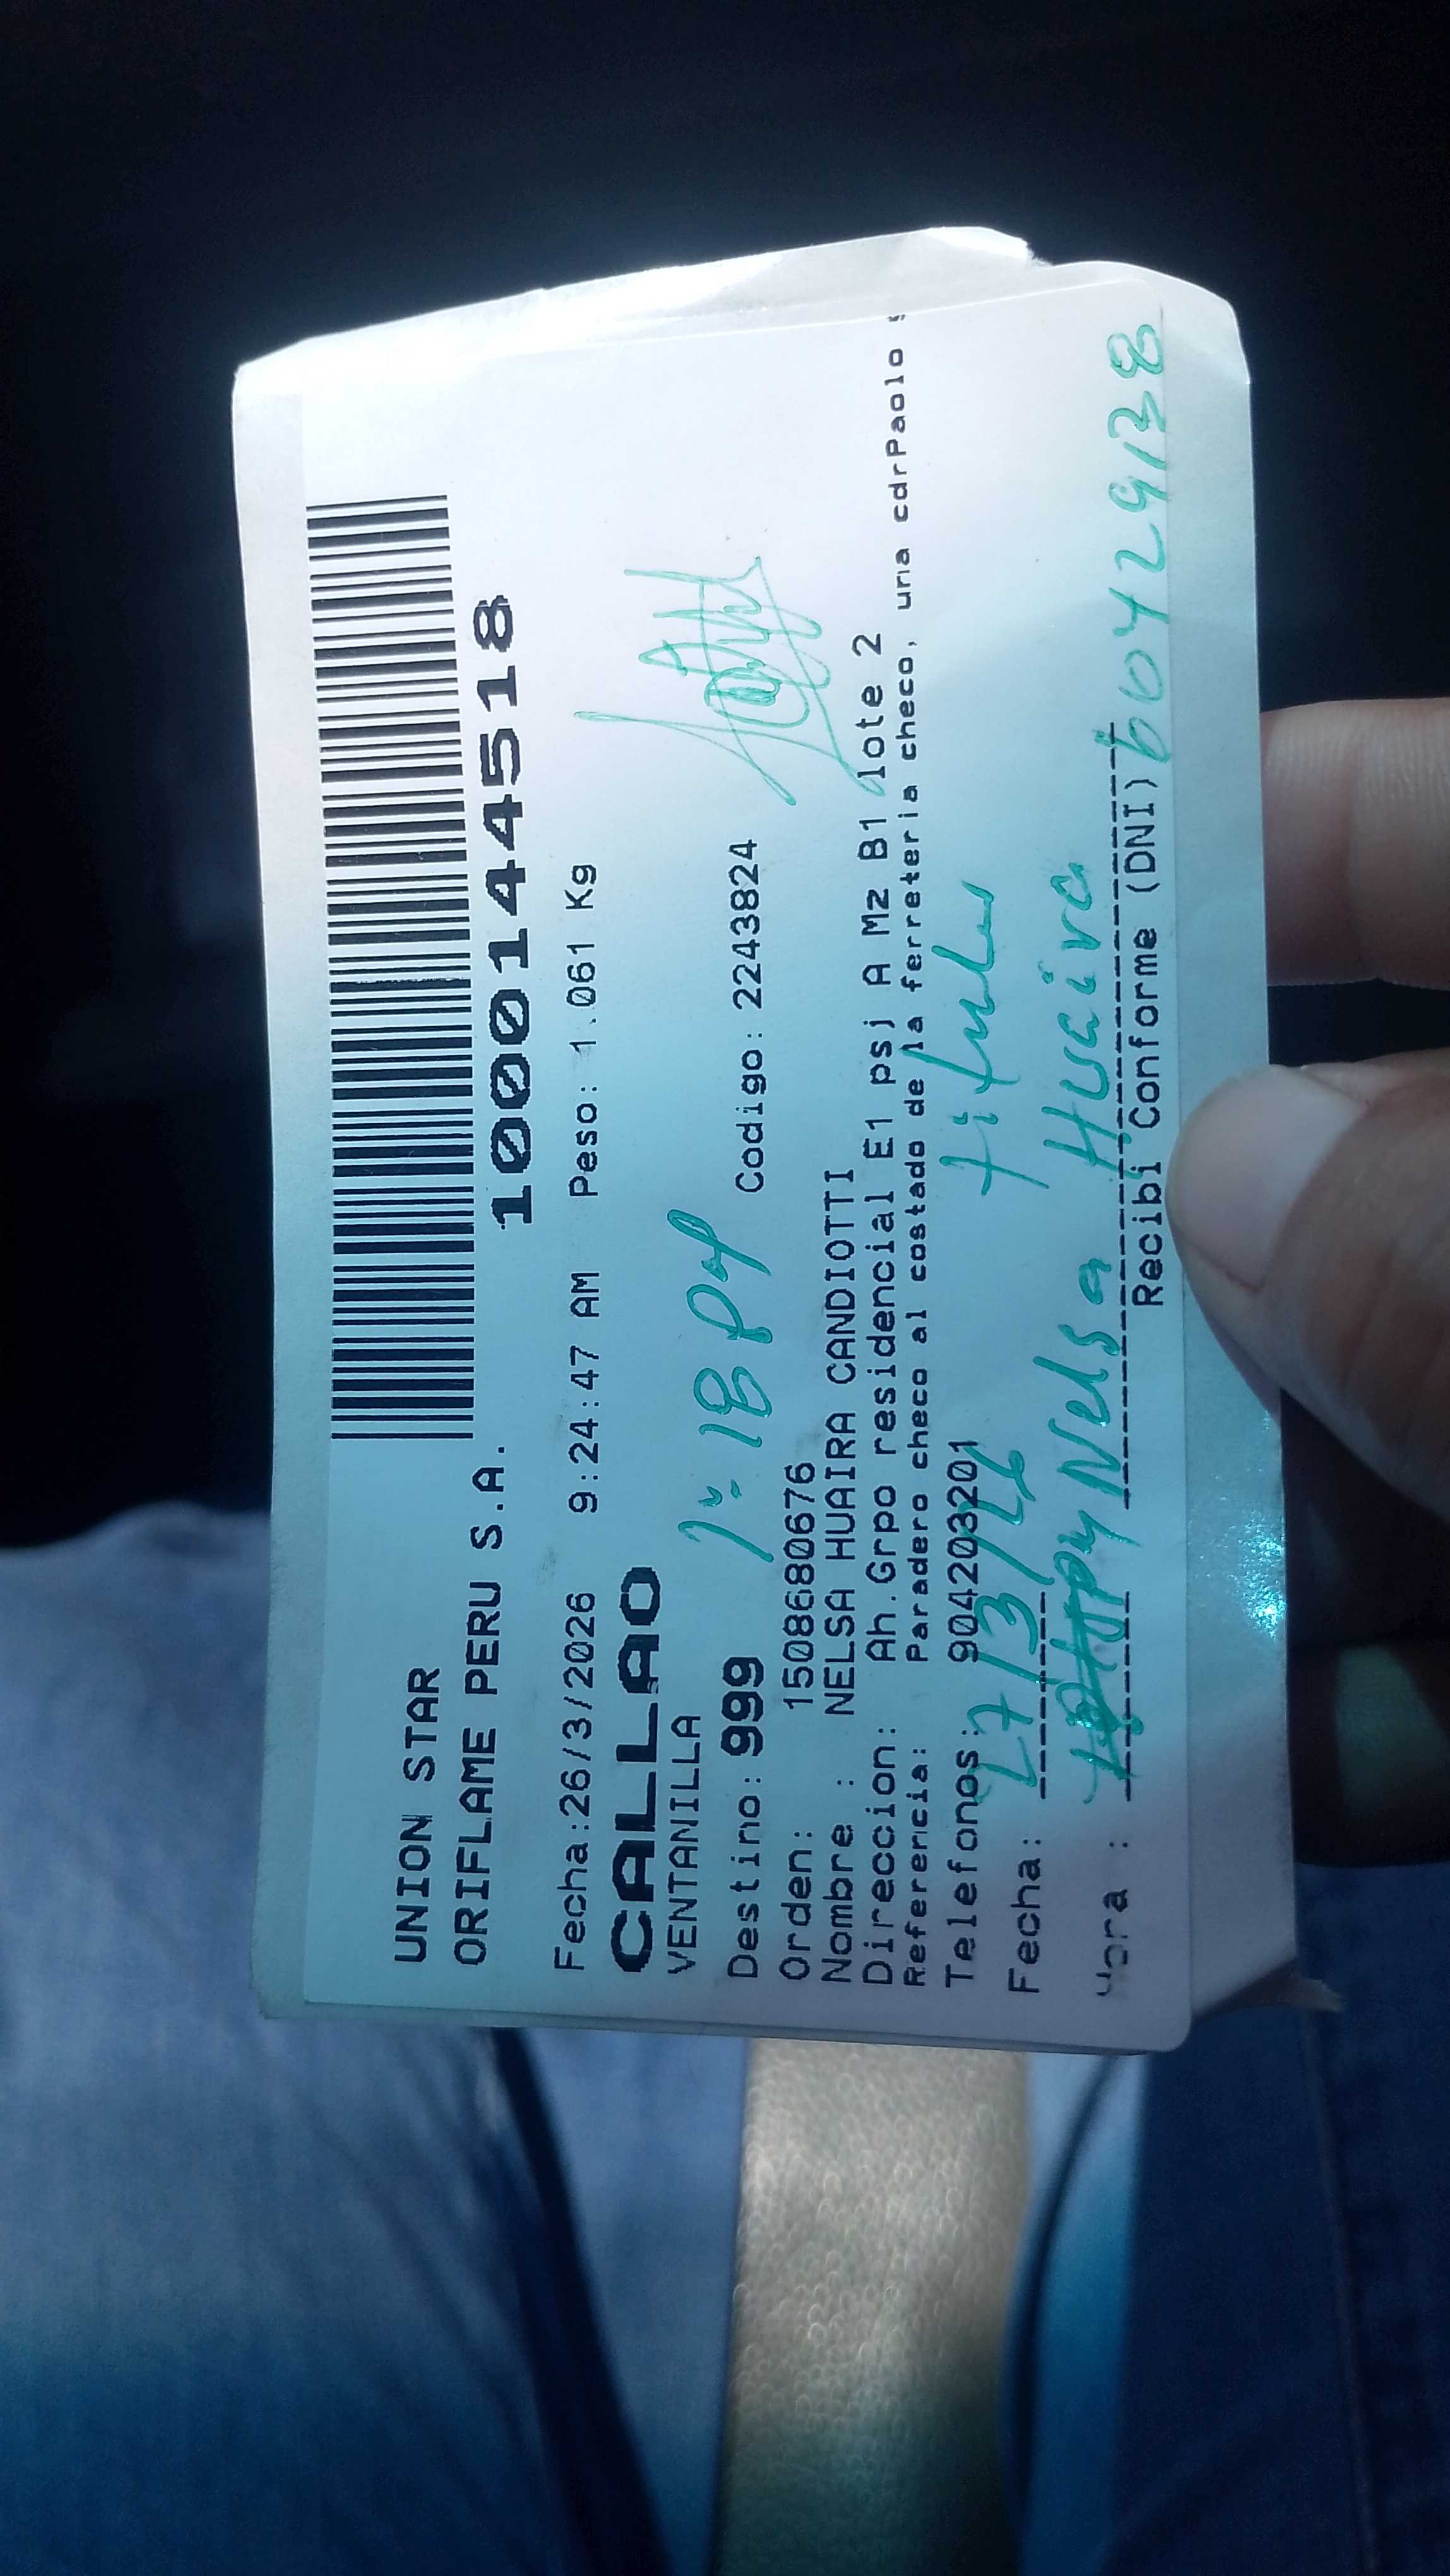 UNION STAR
ORIFLAME PERU S.A.
10014518
Fecha:26/3/2026 9:24:47 AM Peso: 1.061 Kg
CALLAO
VENTANILLA
1:18 pm
Destino: 999 Codigo: 2243824
Orden: 1508680676
Nombre : NELSA HUAIRA CANDIOTTI
Direccion: Ah.Grpo residencial E1 psj A Mz B1 lote 2
Referencia: Paradero checo al costado de la ferreteria checo, una cdrPaolo
Telefonos: 904203201
titular
Fecha: 27/3/26
Hora : Nelsa Huaira
Recibi Conforme (DNI) 60429138